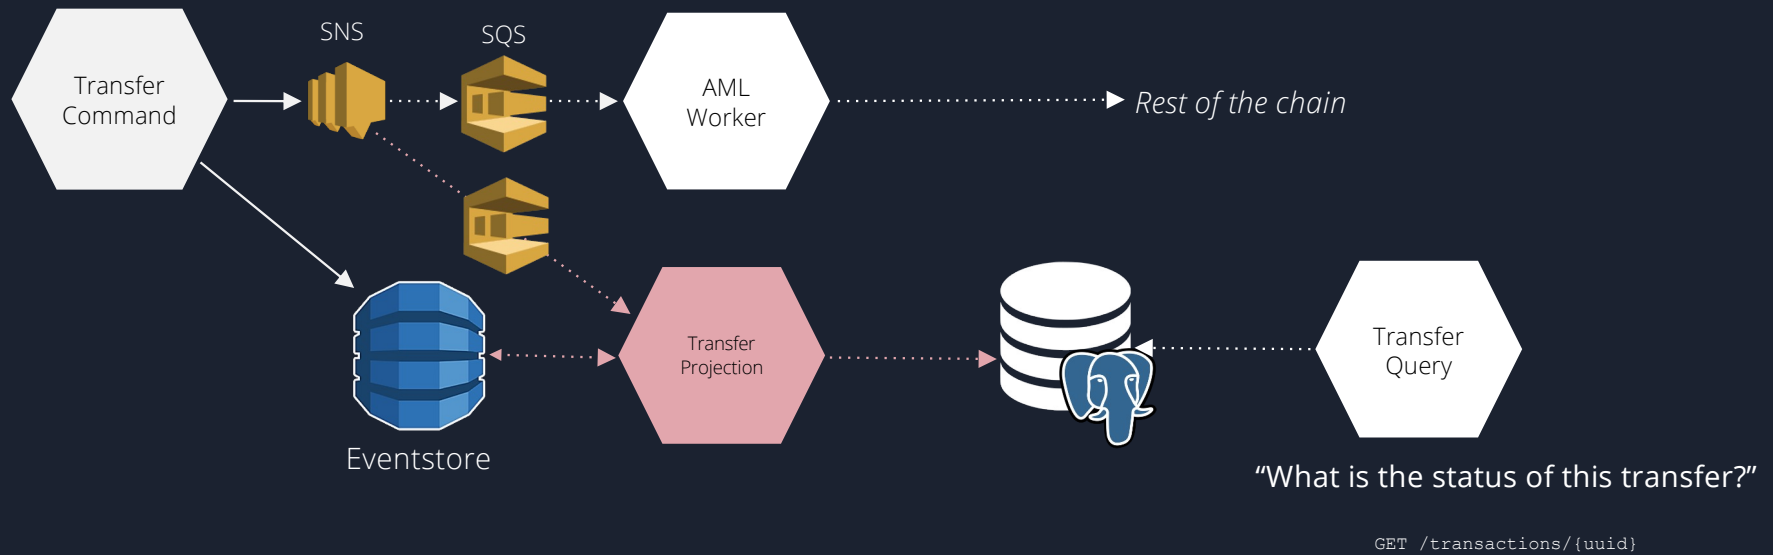 SNS
SQS
Transfer
Command
AML
Worker
Rest of the chain
Transfer
Projection
Transfer
Query
Eventstore
“What is the status of this transfer?”
GET /transactions/{uuid}